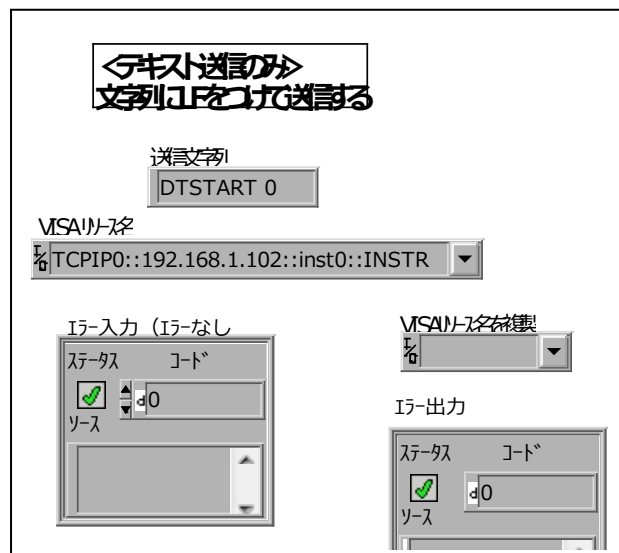 <テキスト送信のみ>
文字列にLFをつけて送信する
送信文字列
DTSTART 0
VISAリソース名
TCPIP0::192.168.1.102::inst0::INSTR
エラー入力（エラーなし
ステータス コード
d0
ソース
VISAリソース名を複製
エラー出力
ステータス コード
d0
ソース